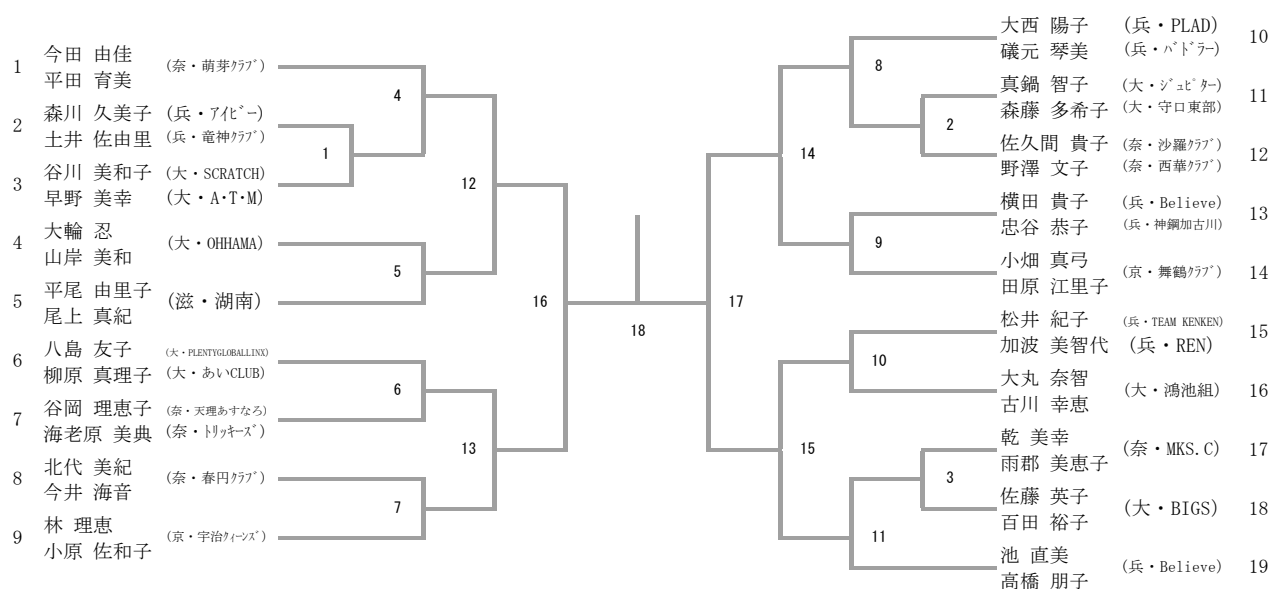 1 今田 由佳 平田 育美 (奈・萌芽ｸﾗﾌﾞ)
2 森川 久美子 (兵・ｱｲﾋﾞｰ)
土井 佐由里 (兵・竜神クラブ)
3 谷川 美和子 (大・SCRATCH)
早野 美幸 (大・A・T・M)
4 大輪 忍 山岸 美和 (大・OHHAMA)
5 平尾 由里子 尾上 真紀 (滋・湖南)
6 八島 友子 (大・PLENTYGLOBALLINX)
柳原 真理子 (大・あいCLUB)
7 谷岡 理恵子 (奈・天理あすなろ)
海老原 美典 (奈・ﾄﾘｯｷｰｽﾞ)
8 北代 美紀 今井 海音 (奈・春円ｸﾗﾌﾞ)
9 林 理恵 小原 佐和子 (京・宇治ｸｨｰﾝｽﾞ)
1
4
5
6
7
12
13
16
18
17
14
15
8
2
9
10
3
11
大西 陽子 (兵・PLAD) 10
礒元 琴美 (兵・ﾊﾞﾄﾞﾗｰ)
真鍋 智子 (大・ｼﾞｭﾋﾟﾀｰ) 11
森藤 多希子 (大・守口東部)
佐久間 貴子 (奈・沙羅ｸﾗﾌﾞ) 12
野澤 文子 (奈・西華ｸﾗﾌﾞ)
横田 貴子 (兵・Believe) 13
忠谷 恭子 (兵・神鋼加古川)
小畑 真弓 田原 江里子 (京・舞鶴ｸﾗﾌﾞ) 14
松井 紀子 (兵・TEAM KENKEN) 15
加波 美智代 (兵・REN)
大丸 奈智 古川 幸恵 (大・鴻池組) 16
乾 美幸 雨郡 美恵子 (奈・MKS.C) 17
佐藤 英子 百田 裕子 (大・BIGS) 18
池 直美 高橋 朋子 (兵・Believe) 19